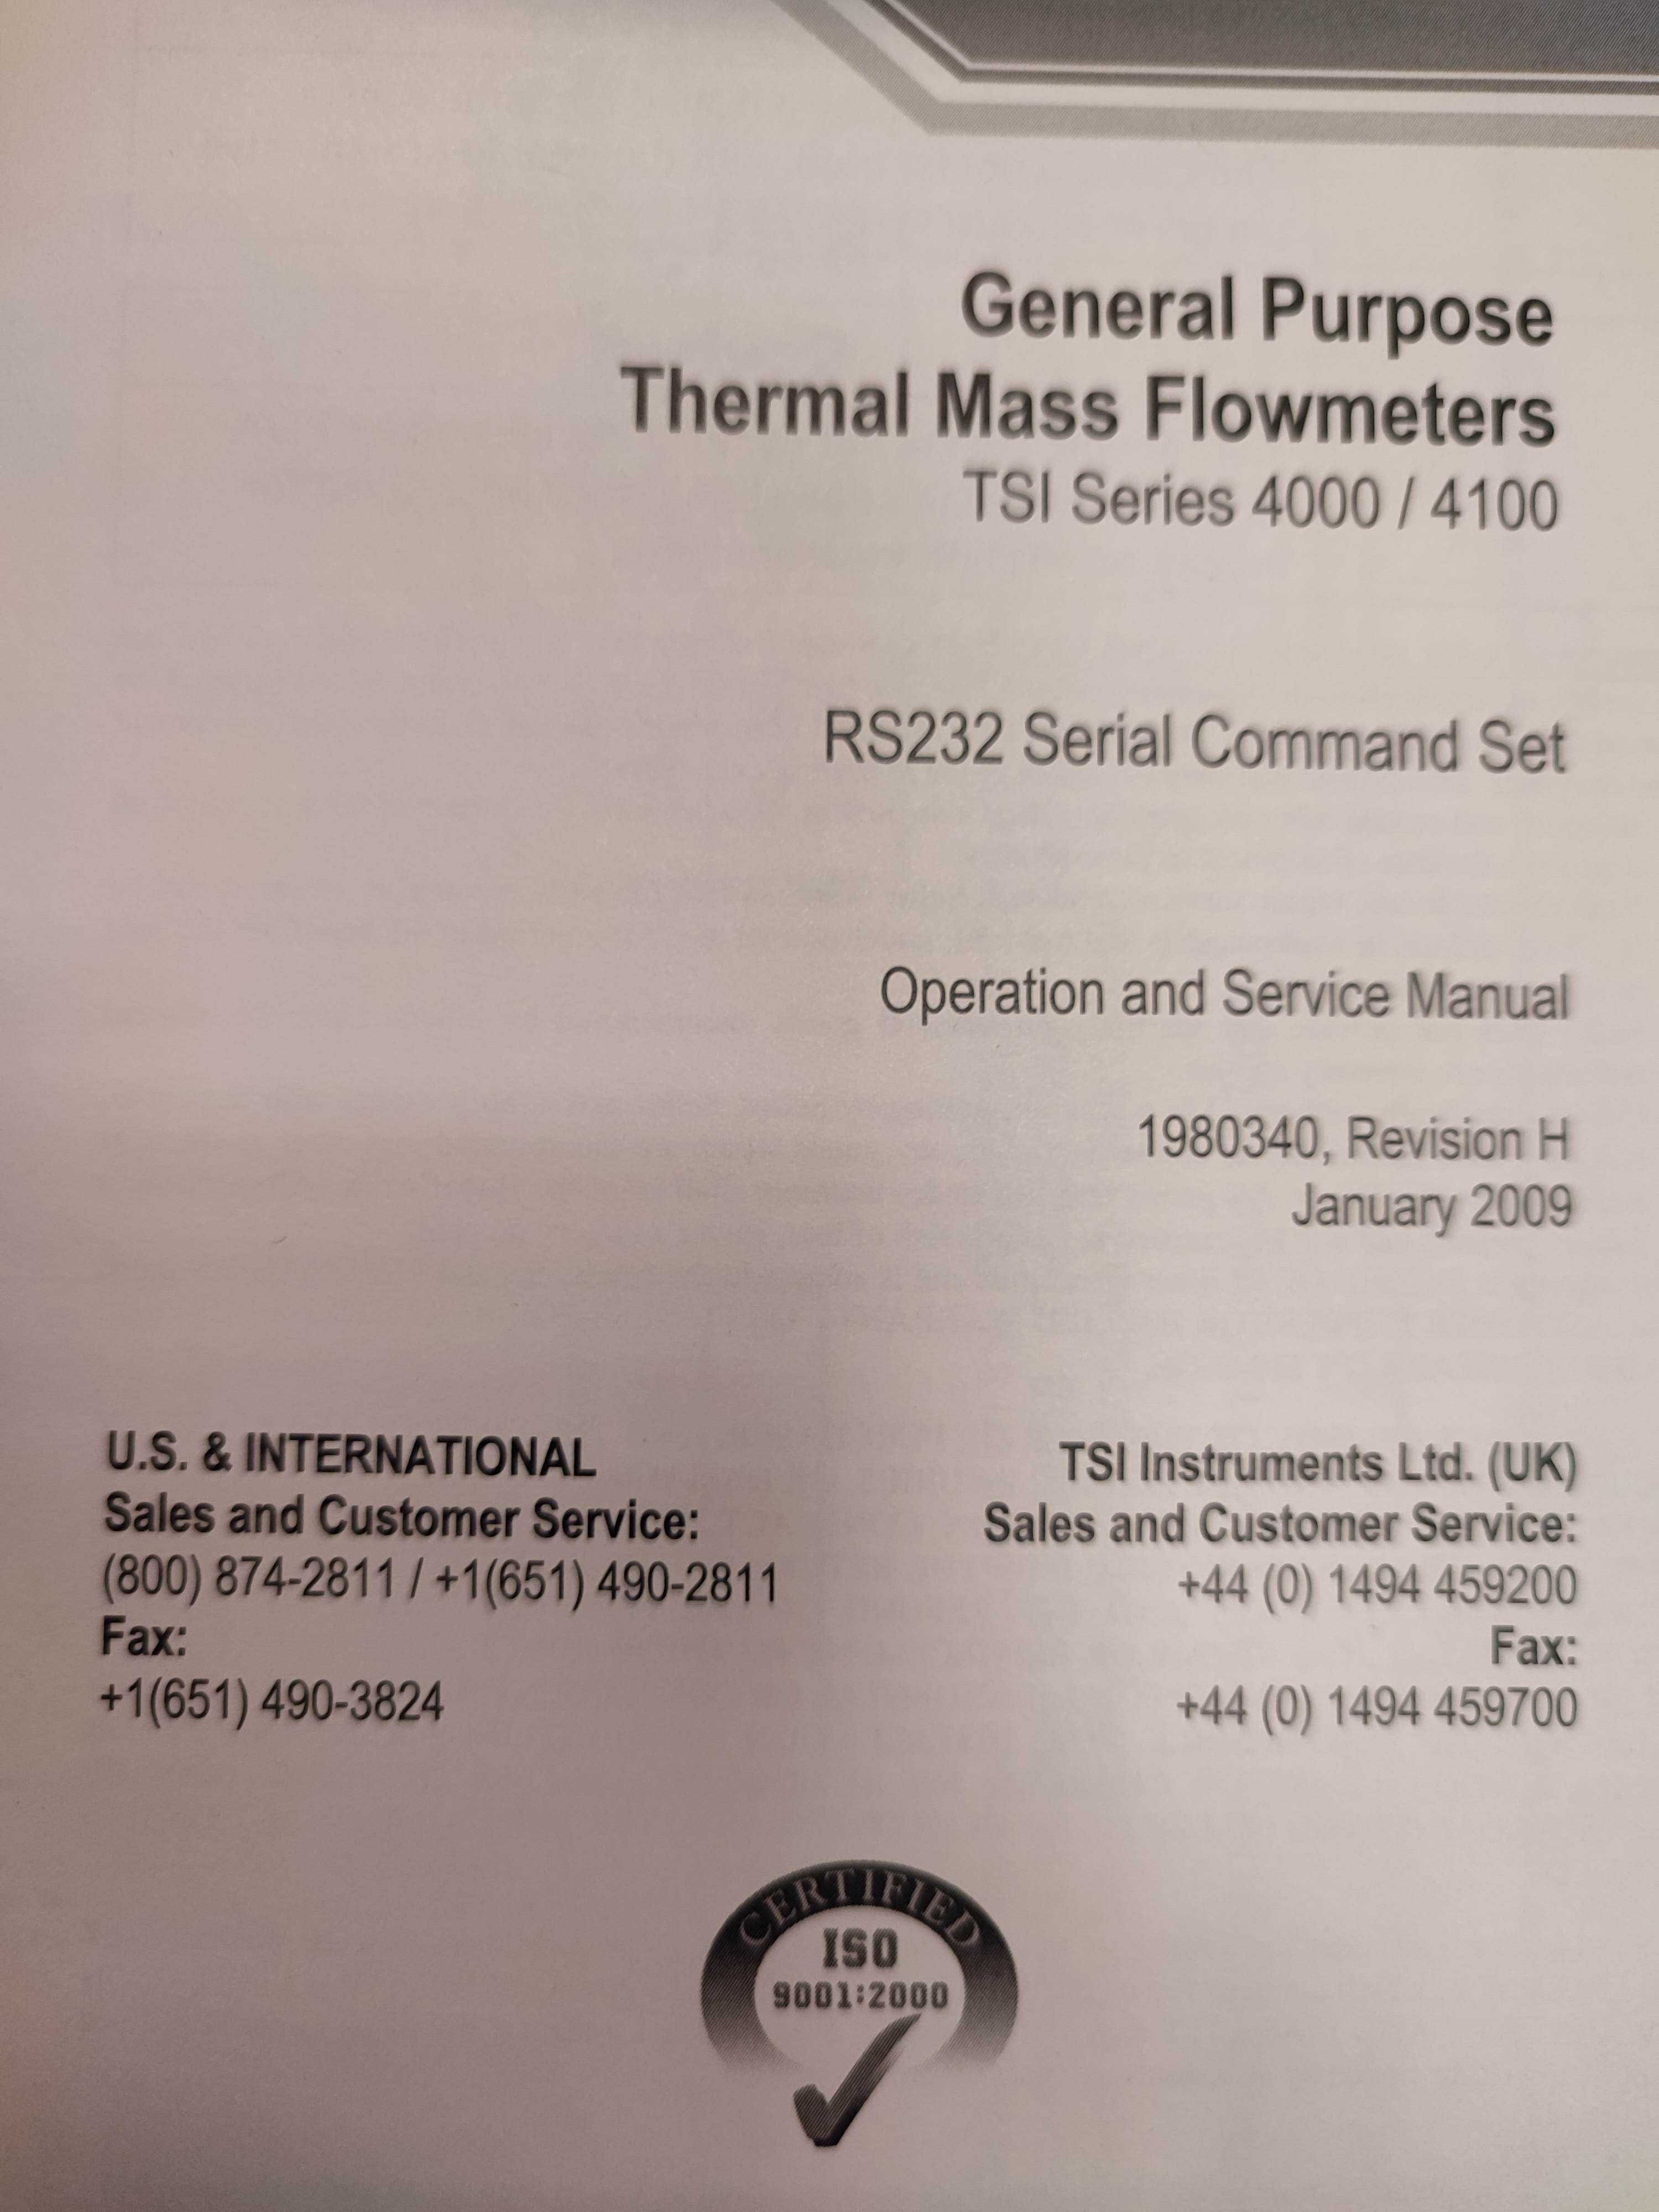 General Purpose
Thermal Mass Flowmeters
TSI Series 4000 / 4100
RS232 Serial Command Set
Operation and Service Manual
1980340, Revision H
January 2009
U.S. & INTERNATIONAL
Sales and Customer Service:
(800) 874-2811 / +1(651) 490-2811
Fax:
+1(651) 490-3824
TSI Instruments Ltd. (UK)
Sales and Customer Service:
+44 (0) 1494 459200
Fax:
+44 (0) 1494 459700
CERTIFIED
ISO
9001:2000